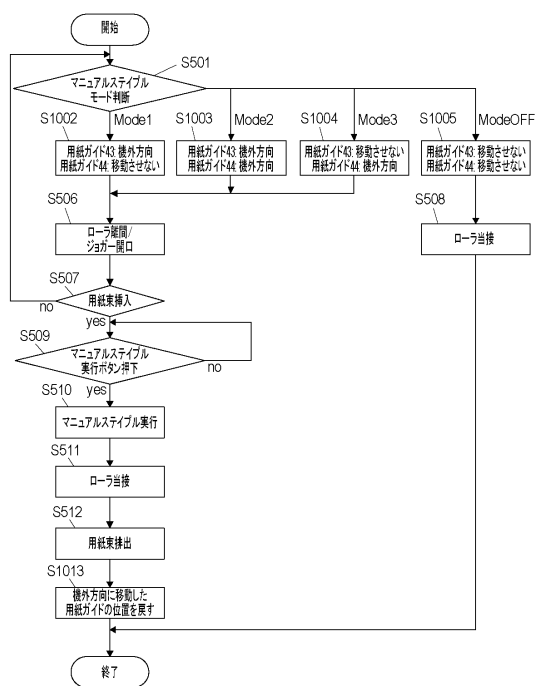 開始
S501
マニュアルステイプル
モード判断
S1002
Mode1
S1003
Mode2
S1004
Mode3
S1005
ModeOFF
用紙ガイド43: 機外方向
用紙ガイド44: 移動させない
用紙ガイド43: 機外方向
用紙ガイド44: 機外方向
用紙ガイド43: 移動させない
用紙ガイド44: 機外方向
用紙ガイド43: 移動させない
用紙ガイド44: 移動させない
S506
ローラ離間/
ジョガー開口
S508
ローラ当接
S507
用紙束挿入
no
yes
S509
マニュアルステイプル
実行ボタン押下
no
yes
S510
マニュアルステイプル実行
S511
ローラ当接
S512
用紙束排出
S1013
機外方向に移動した
用紙ガイドの位置を戻す
終了